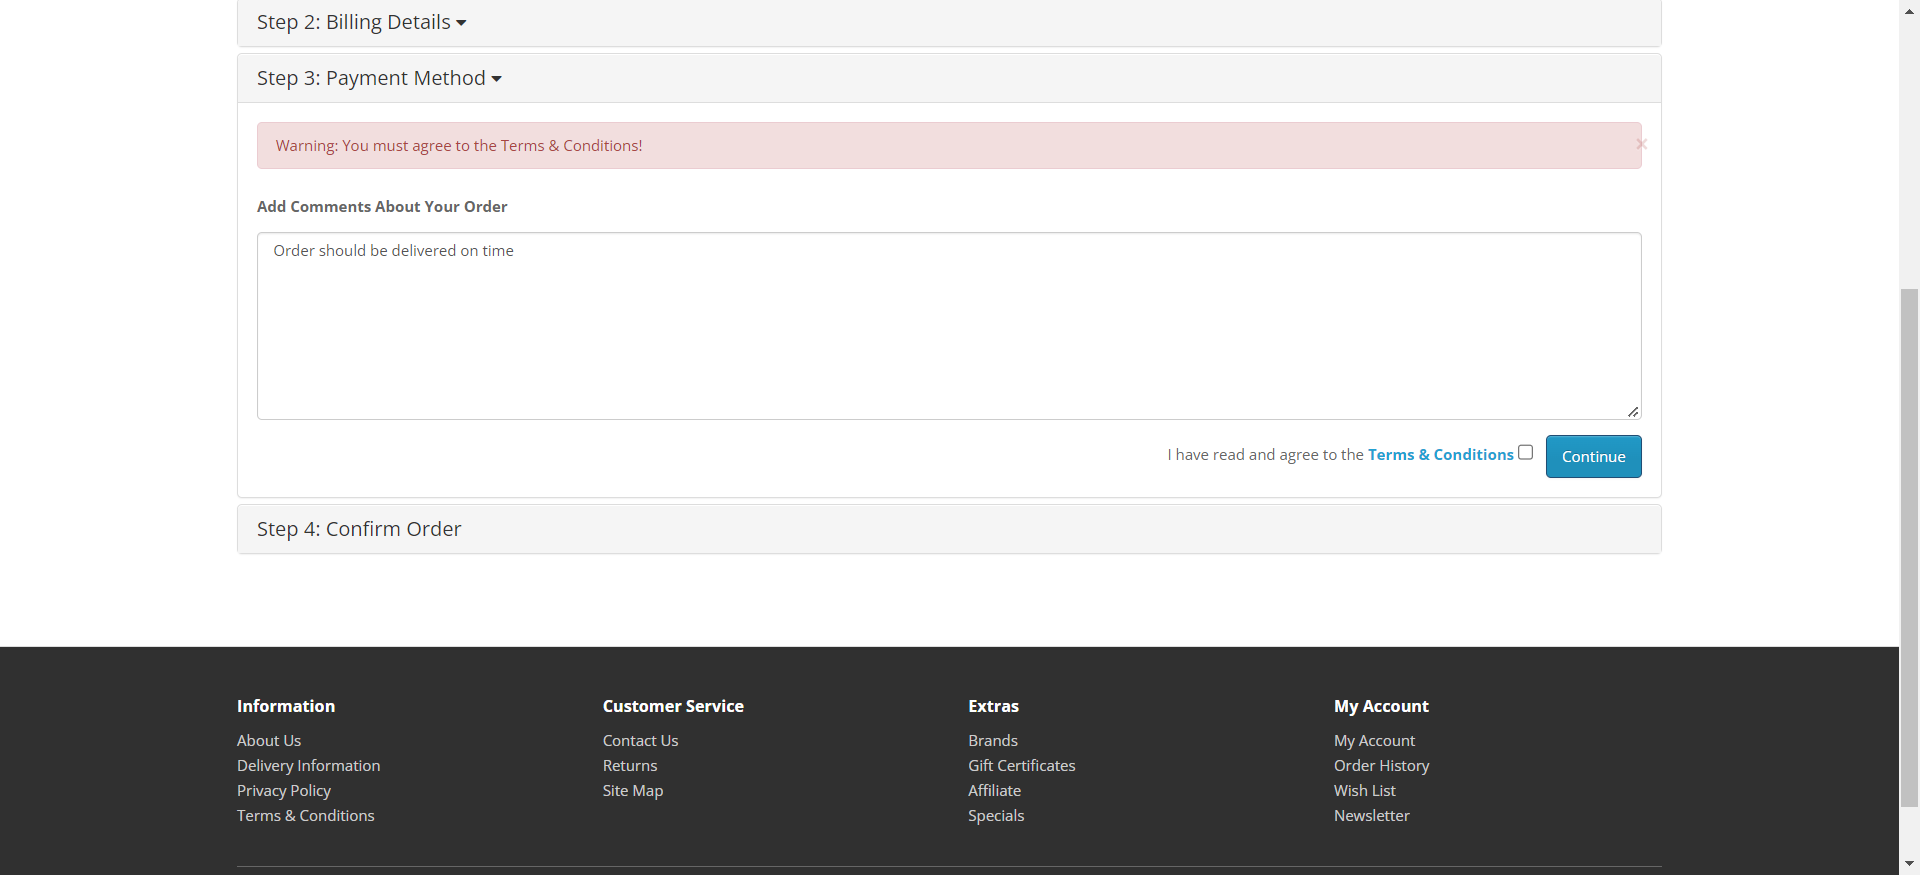 Step 2: Billing Details
Step 3: Payment Method
Warning: You must agree to the Terms & Conditions!
×
Add Comments About Your Order
Order should be delivered on time
I have read and agree to the Terms & Conditions
Continue
Step 4: Confirm Order
Information
About Us
Delivery Information
Privacy Policy
Terms & Conditions
Customer Service
Contact Us
Returns
Site Map
Extras
Brands
Gift Certificates
Affiliate
Specials
My Account
My Account
Order History
Wish List
Newsletter